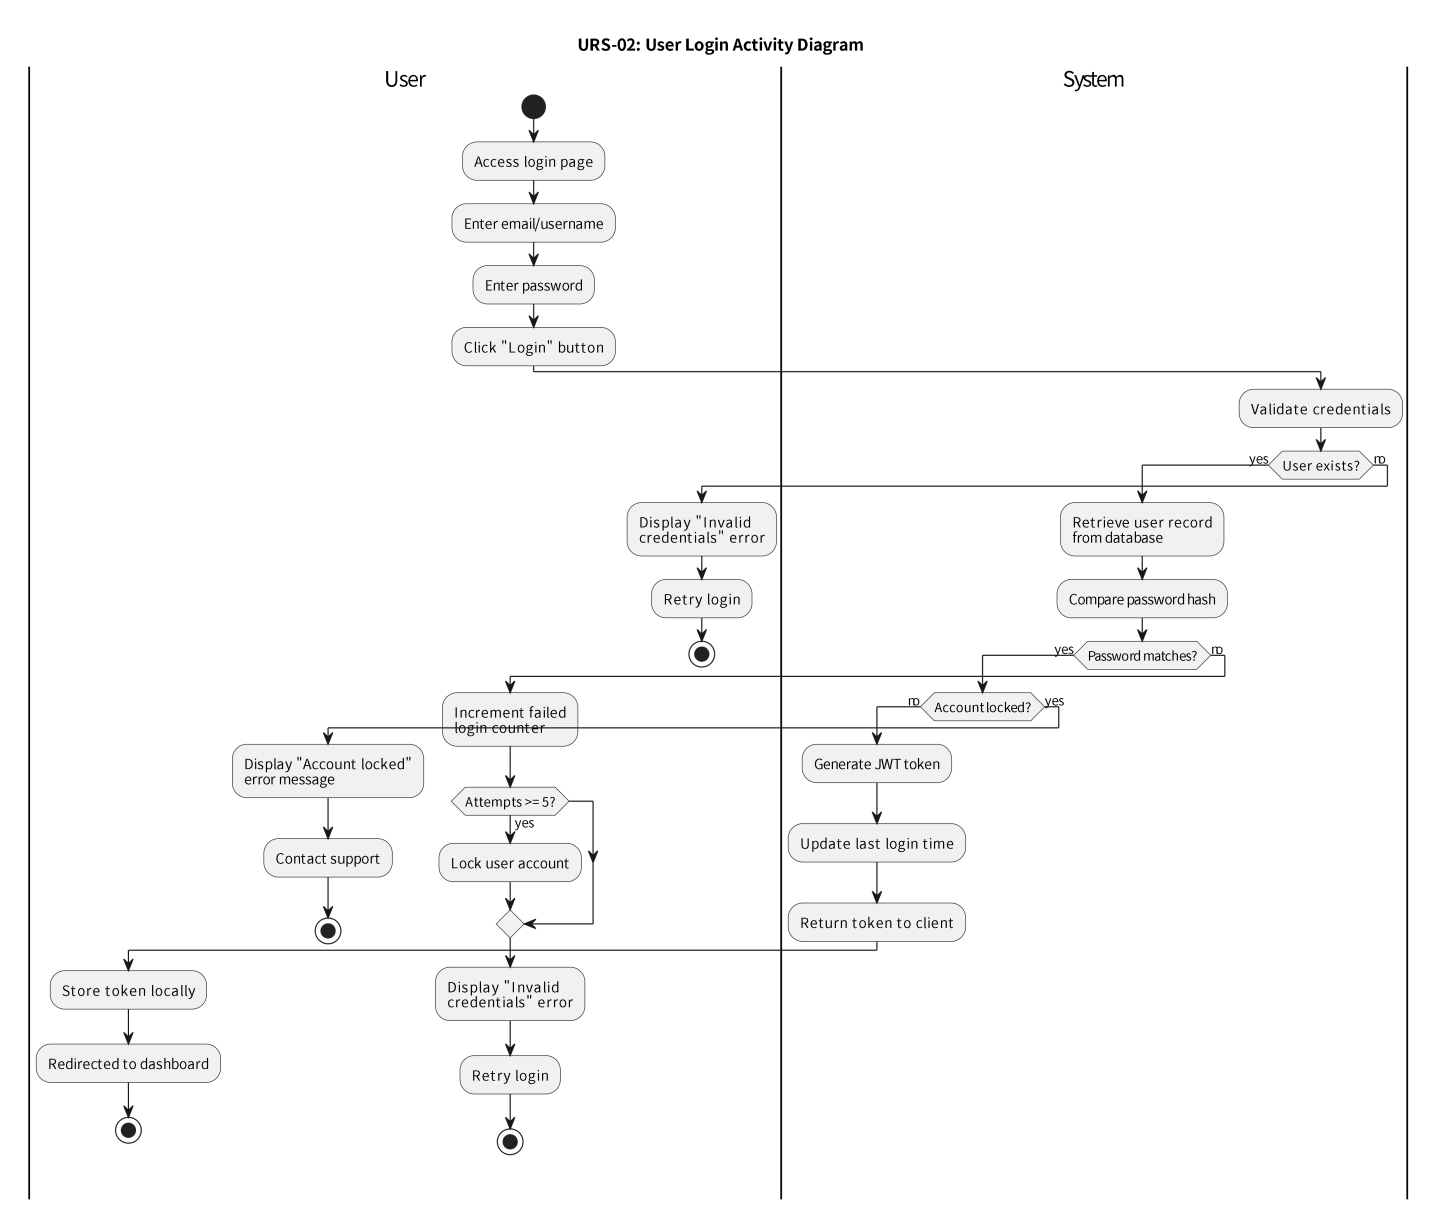 URS-02: User Login Activity Diagram
User
System
Access login page
Enter email/username
Enter password
Click "Login" button
Validate credentials
User exists?
yes
no
Display "Invalid
credentials" error
Retry login
Retrieve user record
from database
Compare password hash
Password matches?
yes
no
Increment failed
login counter
Account locked?
no
yes
Display "Account locked"
error message
Contact support
Attempts >= 5?
yes
Lock user account
Generate JWT token
Update last login time
Return token to client
Store token locally
Redirected to dashboard
Display "Invalid
credentials" error
Retry login